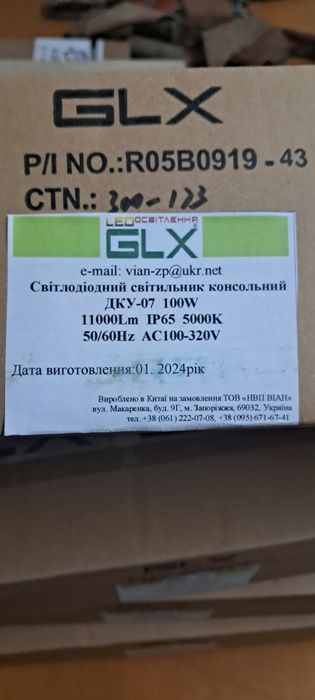 GLX
P/I NO.:R05B0919-43
CTN.: 300-173
LED ОСВІТЛЕННЯ
GLX
e-mail: vian-zp@ukr.net
Світлодіодний світильник консольний
ДКУ-07 100W
11000Lm IP65 5000K
50/60Hz AC100-320V
Дата виготовлення:01. 2024рік
Вироблено в Китаї на замовлення ТОВ «НВП ВІАН»
вул. Макаренка, буд. 9Г, м. Запоріжжя, 69032, Україна
тел. +38 (061) 222-07-08, +38 (095) 671-67-41